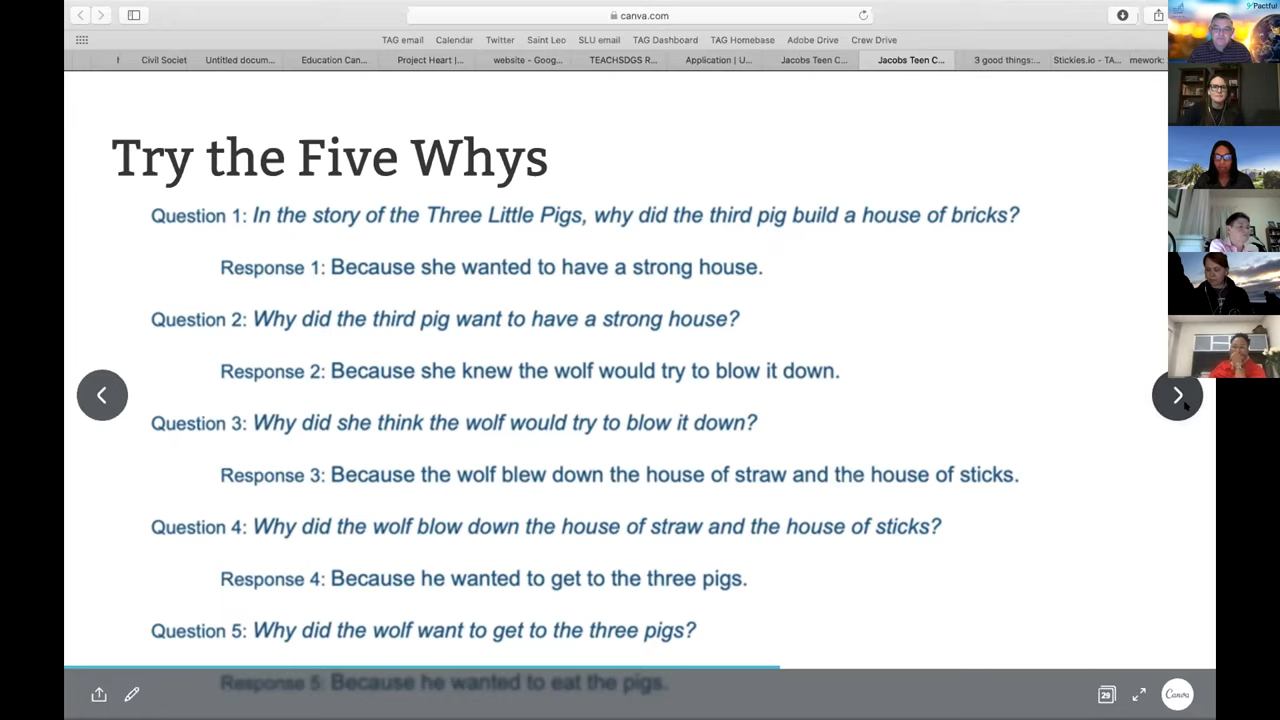 Pactful
canva.com
TAG email Calendar Twitter Saint Leo SLU email TAG Dashboard TAG Homebase Adobe Drive Crew Drive
Civil Societ Untitled docum... Education Can... Project Heart |... website - Goog... TEACHSDGS R... Application | U... Jacobs Teen C... Jacobs Teen C... 3 good things:... Stickies.io - TA... mework:
Try the Five Whys
Question 1: In the story of the Three Little Pigs, why did the third pig build a house of bricks?
Response 1: Because she wanted to have a strong house.
Question 2: Why did the third pig want to have a strong house?
Response 2: Because she knew the wolf would try to blow it down.
Question 3: Why did she think the wolf would try to blow it down?
Response 3: Because the wolf blew down the house of straw and the house of sticks.
Question 4: Why did the wolf blow down the house of straw and the house of sticks?
Response 4: Because he wanted to get to the three pigs.
Question 5: Why did the wolf want to get to the three pigs?
Response 5: Because he wanted to eat the pigs.
29
Canva